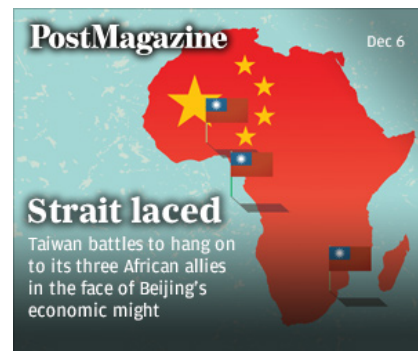 PostMagazine
Dec 6
Strait laced
Taiwan battles to hang on
to its three African allies
in the face of Beijing's
economic might